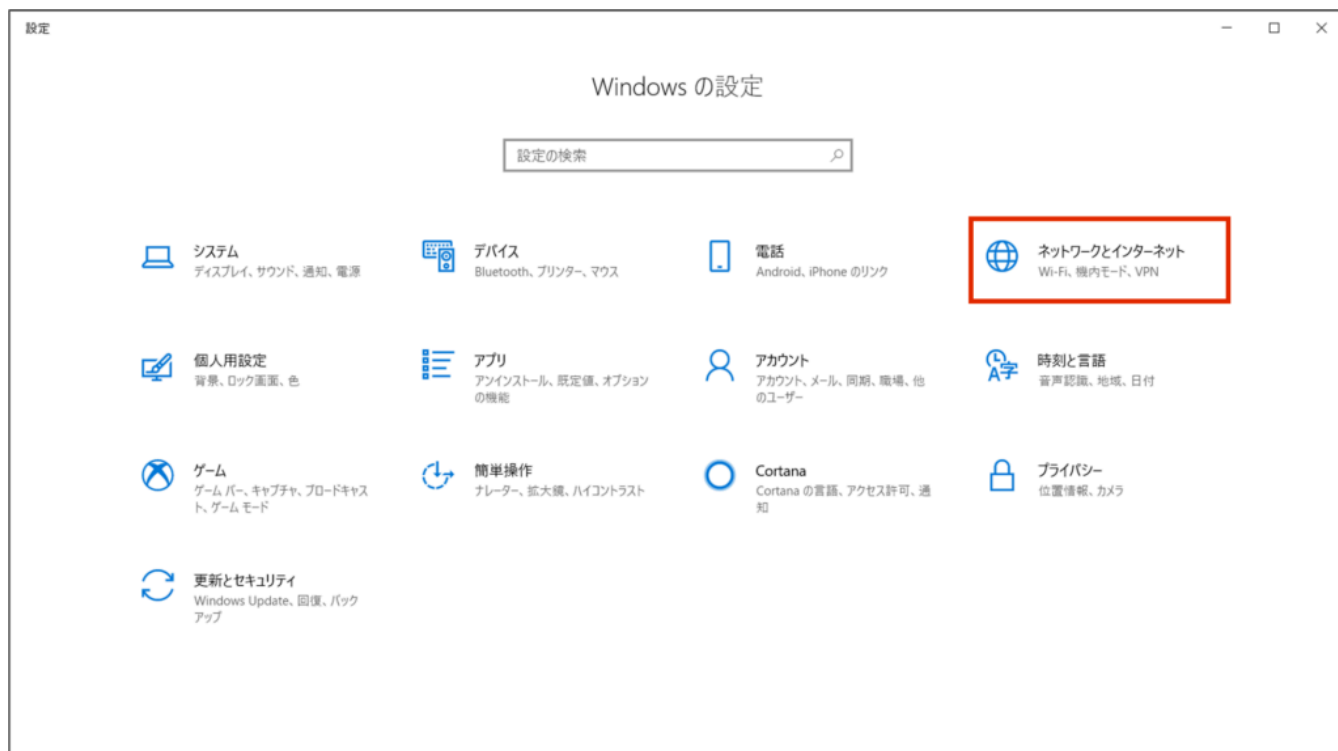 設定
Windows の設定
設定の検索
システム
ディスプレイ、サウンド、通知、電源
デバイス
Bluetooth、プリンター、マウス
電話
Android、iPhone のリンク
ネットワークとインターネット
Wi-Fi、機内モード、VPN
個人用設定
背景、ロック画面、色
アプリ
アンインストール、既定値、オプション
の機能
アカウント
アカウント、メール、同期、職場、他
のユーザー
時刻と言語
音声認識、地域、日付
ゲーム
ゲーム バー、キャプチャ、ブロードキャス
ト、ゲーム モード
簡単操作
ナレーター、拡大鏡、ハイコントラスト
Cortana
Cortana の言語、アクセス許可、通
知
プライバシー
位置情報、カメラ
更新とセキュリティ
Windows Update、回復、バック
アップ